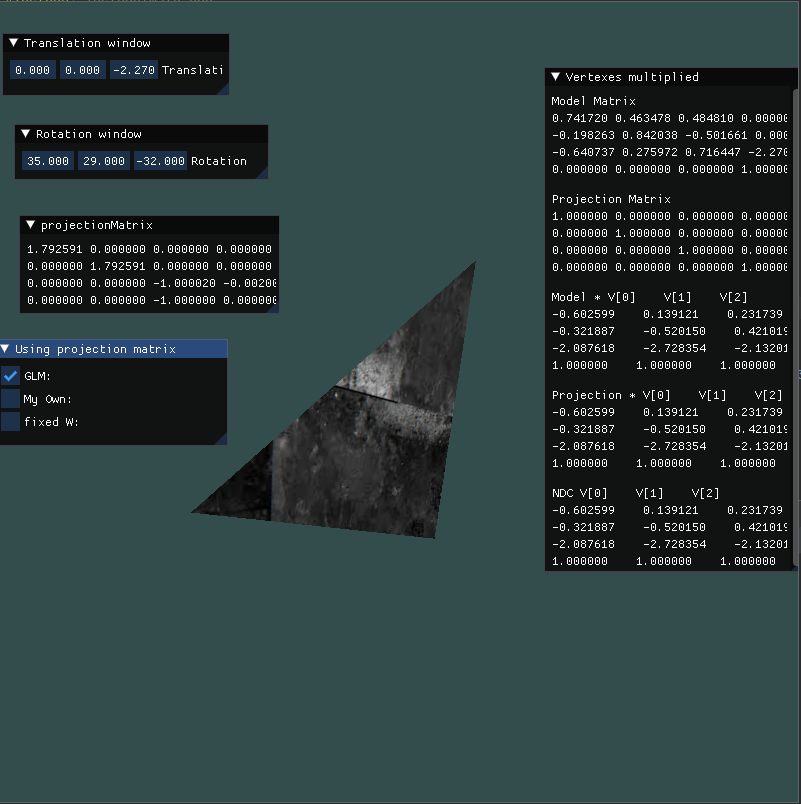 Translation window
0.000 0.000 -2.270 Translati
Rotation window
35.000 29.000 -32.000 Rotation
projectionMatrix
1.792591 0.000000 0.000000 0.000000
0.000000 1.792591 0.000000 0.000000
0.000000 0.000000 -1.000020 -0.00200
0.000000 0.000000 -1.000000 0.000000
Using projection matrix
GLM:
My Own:
fixed W:
Vertexes multiplied
Model Matrix
0.741720 0.463478 0.484810 0.00000
-0.198263 0.842038 -0.501661 0.000
-0.640737 0.275972 0.716447 -2.270
0.000000 0.000000 0.000000 1.00000
Projection Matrix
1.000000 0.000000 0.000000 0.00000
0.000000 1.000000 0.000000 0.00000
0.000000 0.000000 1.000000 0.00000
0.000000 0.000000 0.000000 1.00000
Model * V[0] V[1] V[2]
-0.602599 0.139121 0.231739
-0.321887 -0.520150 0.421019
-2.087618 -2.728354 -2.13201
1.000000 1.000000 1.000000
Projection * V[0] V[1] V[2]
-0.602599 0.139121 0.231739
-0.321887 -0.520150 0.421019
-2.087618 -2.728354 -2.13201
1.000000 1.000000 1.000000
NDC V[0] V[1] V[2]
-0.602599 0.139121 0.231739
-0.321887 -0.520150 0.421019
-2.087618 -2.728354 -2.13201
1.000000 1.000000 1.000000